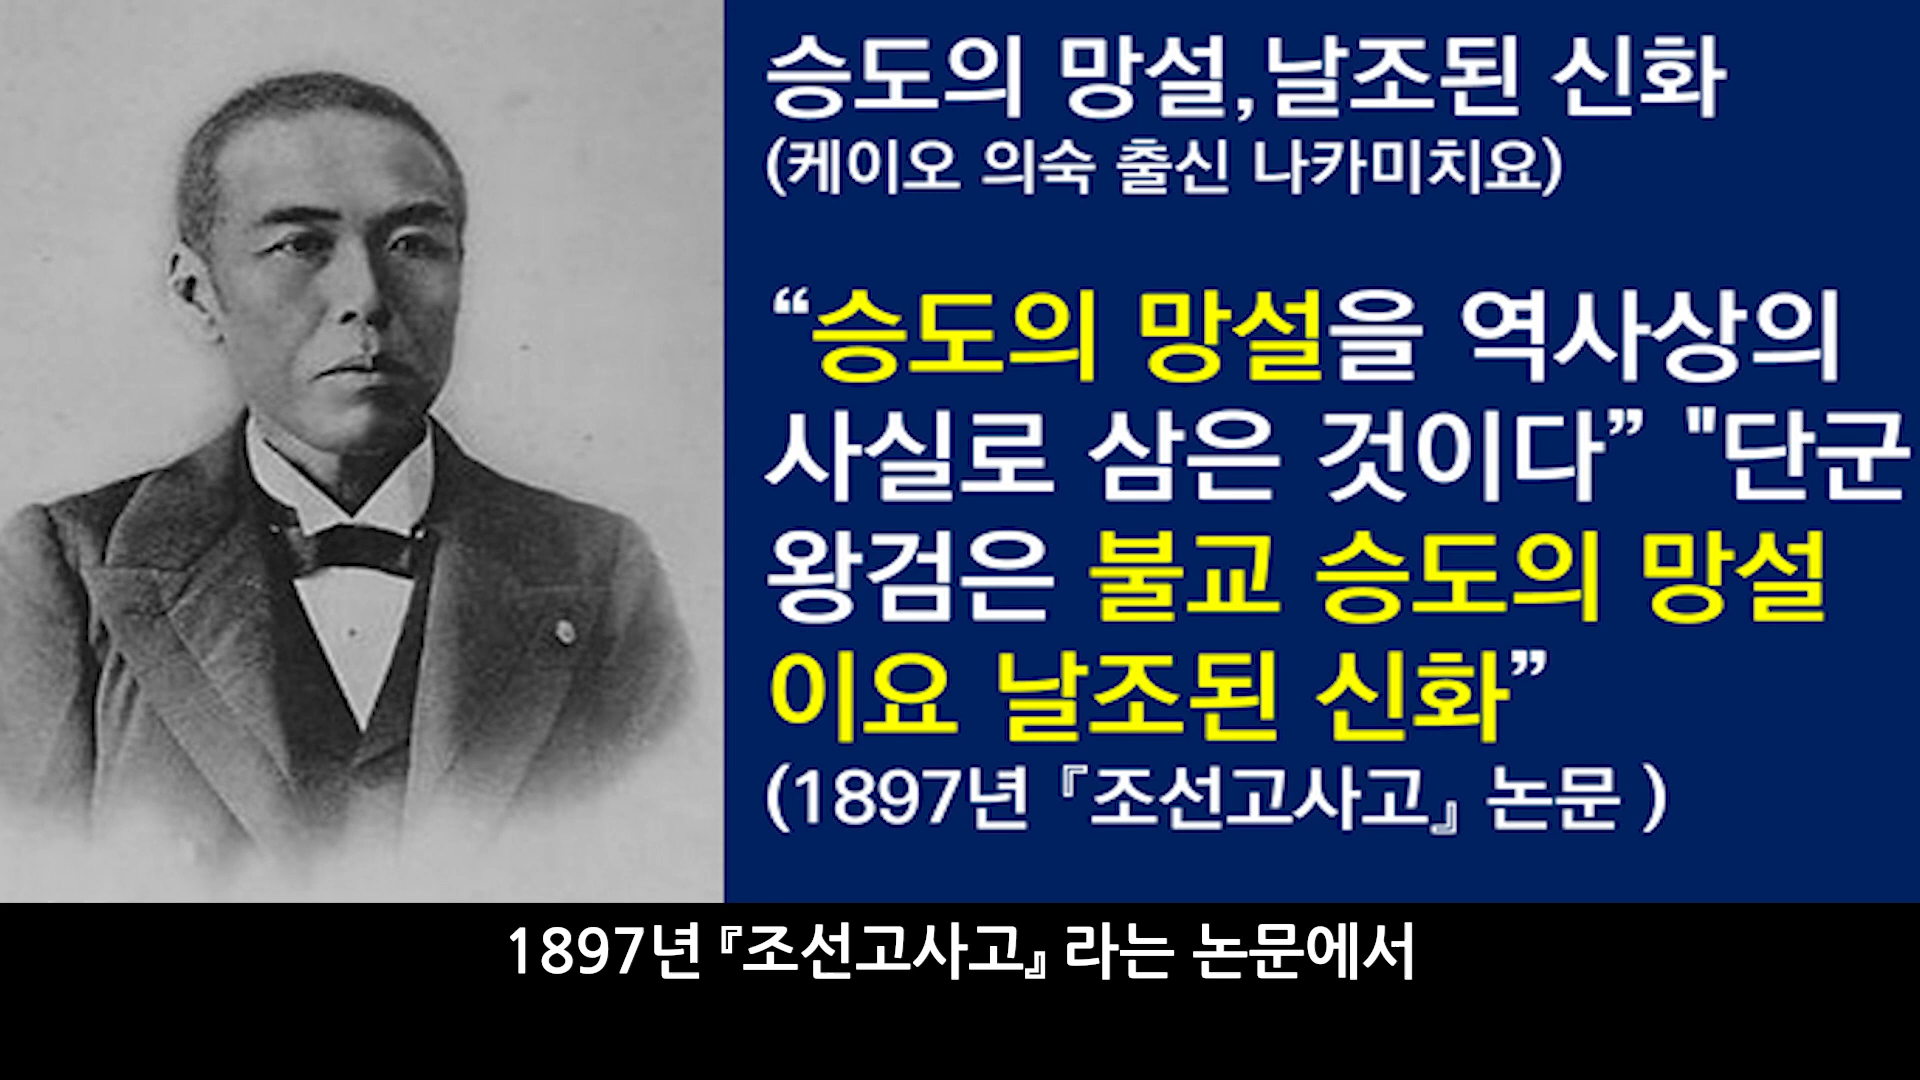 승도의 망설,날조된 신화
(케이오 의숙 출신 나카미치요)
“승도의 망설을 역사상의
사실로 삼은 것이다” "단군
왕검은 불교 승도의 망설
이요 날조된 신화”
(1897년 『조선고사고』 논문 )
1897년 『조선고사고』 라는 논문에서